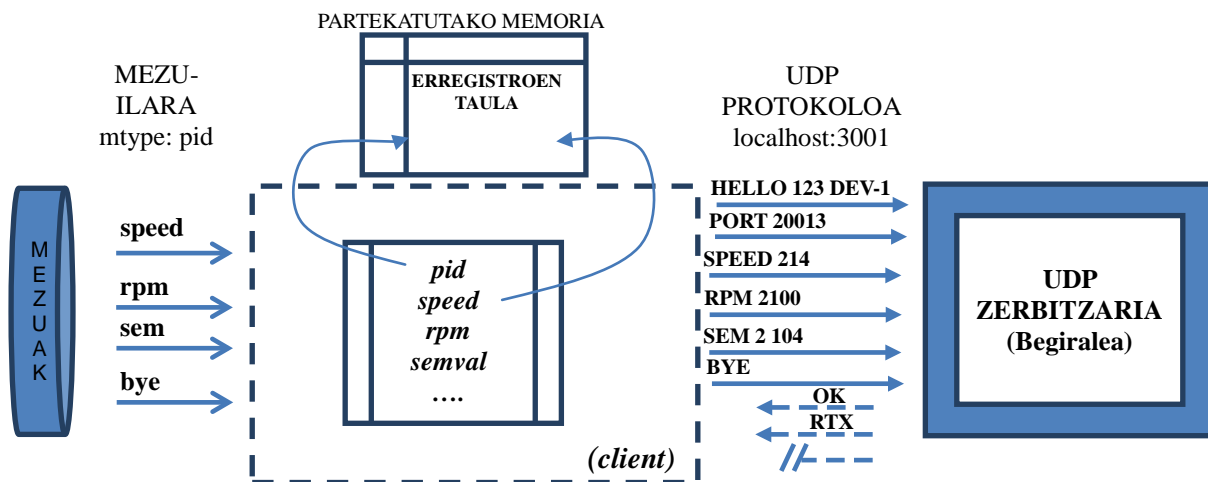 PARTEKATUTAKO MEMORIA
ERREGISTROEN
TAULA
MEZU-
ILARA
mtype: pid
UDP
PROTOKOLOA
localhost:3001
MEZUAK
speed
rpm
sem
bye
pid
speed
rpm
semval
….
(client)
HELLO 123 DEV-1
PORT 20013
SPEED 214
RPM 2100
SEM 2 104
BYE
OK
RTX
UDP
ZERBITZARIA
(Begiralea)